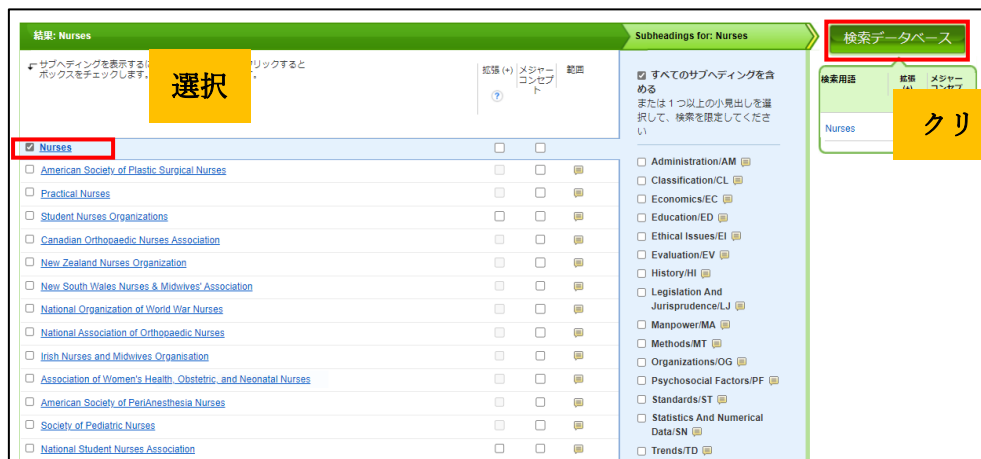 結果: Nurses
サブヘディングを表示するに
リックすると
ボックスをチェックします。
選択
拡張 (+)
メジャー
コンセプ
ト
範囲
?
Nurses
American Society of Plastic Surgical Nurses
Practical Nurses
Student Nurses Organizations
Canadian Orthopaedic Nurses Association
New Zealand Nurses Organization
New South Wales Nurses & Midwives' Association
National Organization of World War Nurses
National Association of Orthopaedic Nurses
Irish Nurses and Midwives Organisation
Association of Women's Health, Obstetric, and Neonatal Nurses
American Society of PeriAnesthesia Nurses
Society of Pediatric Nurses
National Student Nurses Association
Subheadings for: Nurses
すべてのサブヘディングを含
める
または 1 つ以上の小見出しを選
択して、検索を限定してくださ
い
Administration/AM
Classification/CL
Economics/EC
Education/ED
Ethical Issues/EI
Evaluation/EV
History/HI
Legislation And
Jurisprudence/LJ
Manpower/MA
Methods/MT
Organizations/OG
Psychosocial Factors/PF
Standards/ST
Statistics And Numerical
Data/SN
Trends/TD
検索データベース
検索用語
拡張
(+)
メジャー
コンセプ
Nurses
クリ